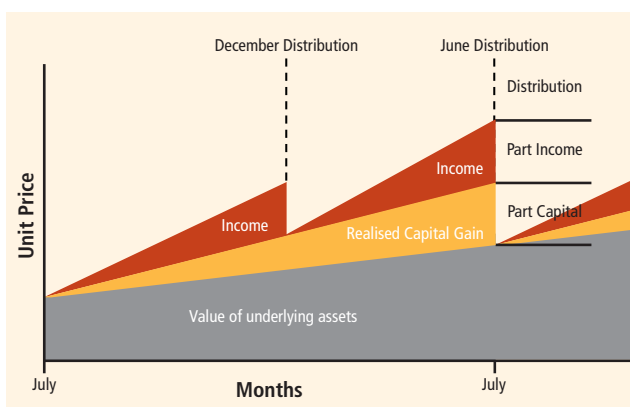 December Distribution
June Distribution
Distribution
Part Income
Income
Part Capital
Income
Realised Capital Gain
Unit Price
Value of underlying assets
July
Months
July